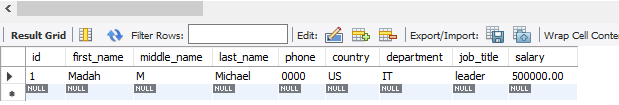 Result Grid Filter Rows: Edit: Export/Import: Wrap Cell Conte
id first_name middle_name last_name phone country department job_title salary
1 Madah M Michael 0000 US IT leader 500000.00
NULL NULL NULL NULL NULL NULL NULL NULL NULL